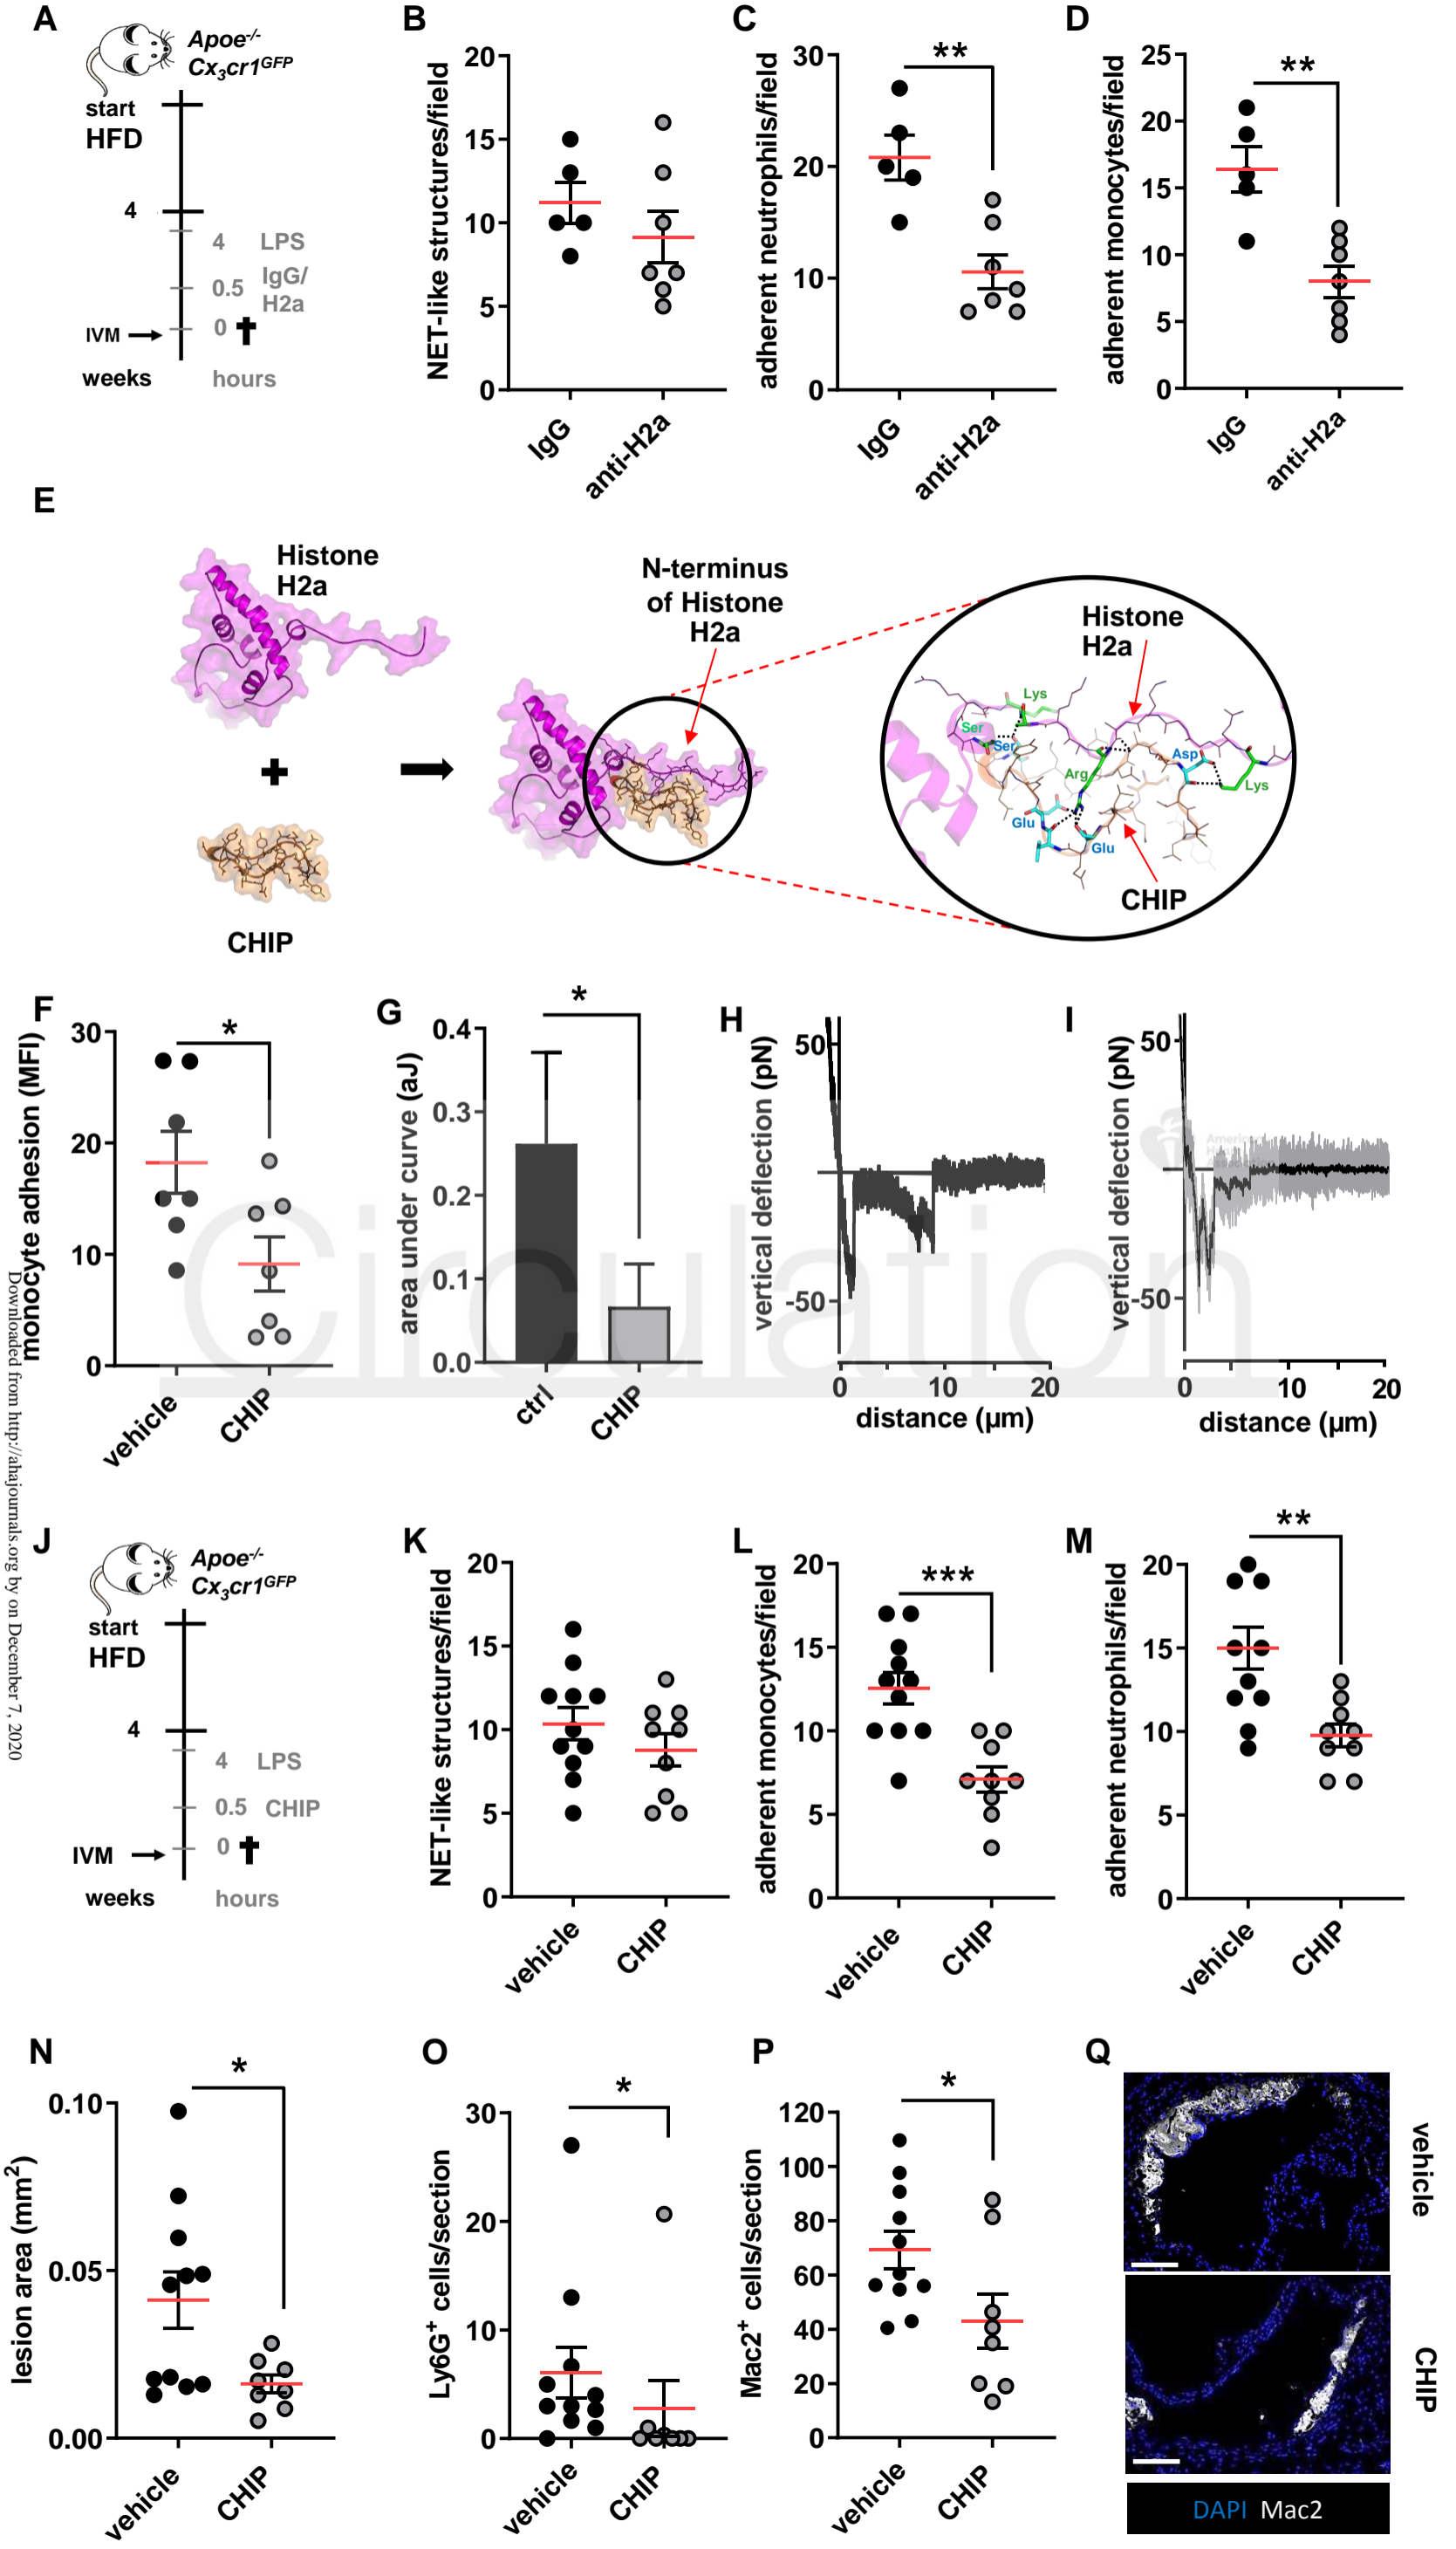 A
Apoe-/-
Cx3cr1GFP
start
HFD
4
4 LPS
0.5 IgG/
H2a
IVM
0
weeks
hours
B
NET-like structures/field
20
15
10
5
0
IgG
anti-H2a
C
adherent neutrophils/field
30
20
10
0
**
IgG
anti-H2a
D
adherent monocytes/field
25
20
15
10
5
0
**
IgG
anti-H2a
E
Histone
H2a
+
CHIP
N-terminus
of Histone
H2a
Histone
H2a
Lys
Ser
Ser
Asp
Arg
Lys
Glu
Glu
CHIP
F
monocyte adhesion (MFI)
30
20
10
0
*
vehicle
CHIP
G
area under curve (aJ)
0.4
0.3
0.2
0.1
0.0
*
ctrl
CHIP
H
vertical deflection (pN)
50
-50
0
10
20
distance (µm)
I
vertical deflection (pN)
50
-50
0
10
20
distance (µm)
Circulation
Downloaded from http://ahajournals.org by on December 7, 2020
J
Apoe-/-
Cx3cr1GFP
start
HFD
4
4 LPS
0.5 CHIP
IVM
0
weeks
hours
K
NET-like structures/field
20
15
10
5
0
vehicle
CHIP
L
adherent monocytes/field
20
15
10
5
0
***
vehicle
CHIP
M
adherent neutrophils/field
20
15
10
5
0
**
vehicle
CHIP
N
lesion area (mm2)
0.10
0.05
0.00
*
vehicle
CHIP
O
Ly6G+ cells/section
30
20
10
0
*
vehicle
CHIP
P
Mac2+ cells/section
120
100
80
60
40
20
0
*
vehicle
CHIP
Q
vehicle
CHIP
DAPI Mac2